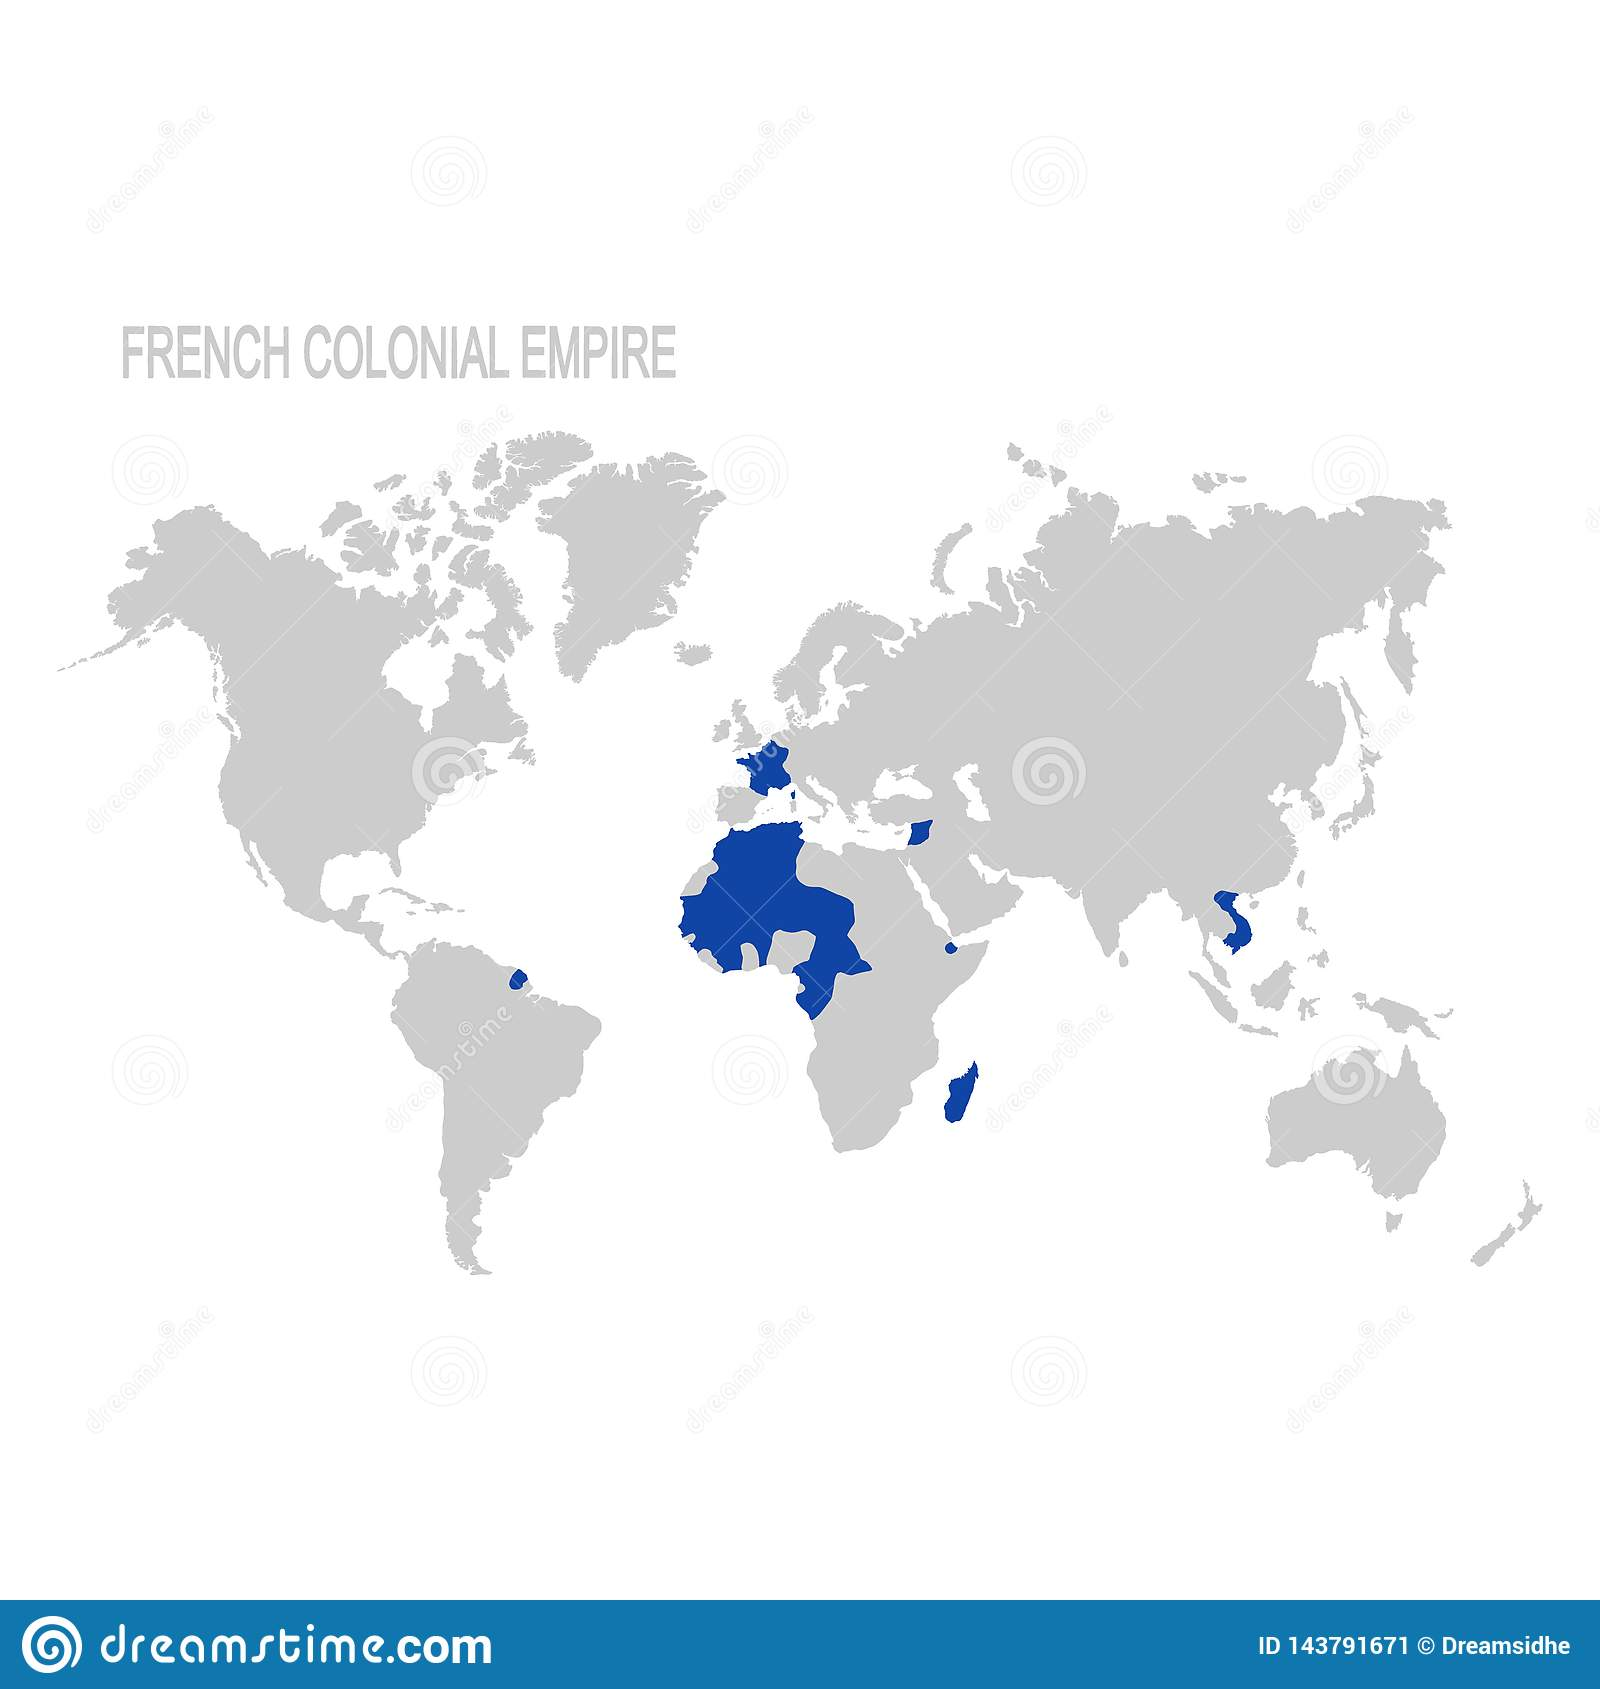 FRENCH COLONIAL EMPIRE
dreamstime.com
ID 143791671 © Dreamsidhe